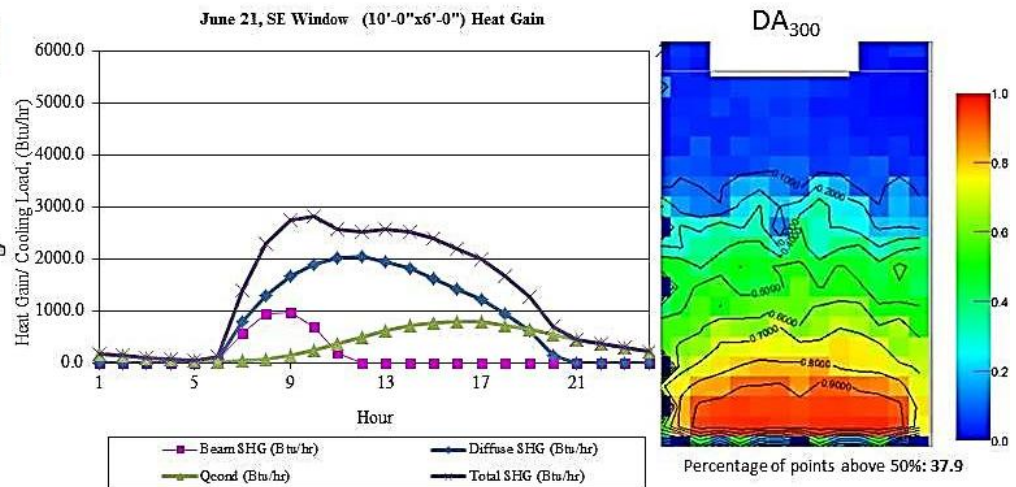 June 21, SE Window (10'-0"x6'-0") Heat Gain
Heat Gain/ Cooling Load, (Btu/hr)
6000.0
5000.0
4000.0
3000.0
2000.0
1000.0
0.0
1 5 9 13 17 21
Hour
Beam SHG (Btu/hr) Diffuse SHG (Btu/hr)
Qcond (Btu/hr) Total SHG (Btu/hr)
DA300
0.1000
0.2000
0.5000
0.6000
0.7000
0.8000
0.9000
1.0
0.8
0.6
0.4
0.2
0.0
Percentage of points above 50%: 37.9